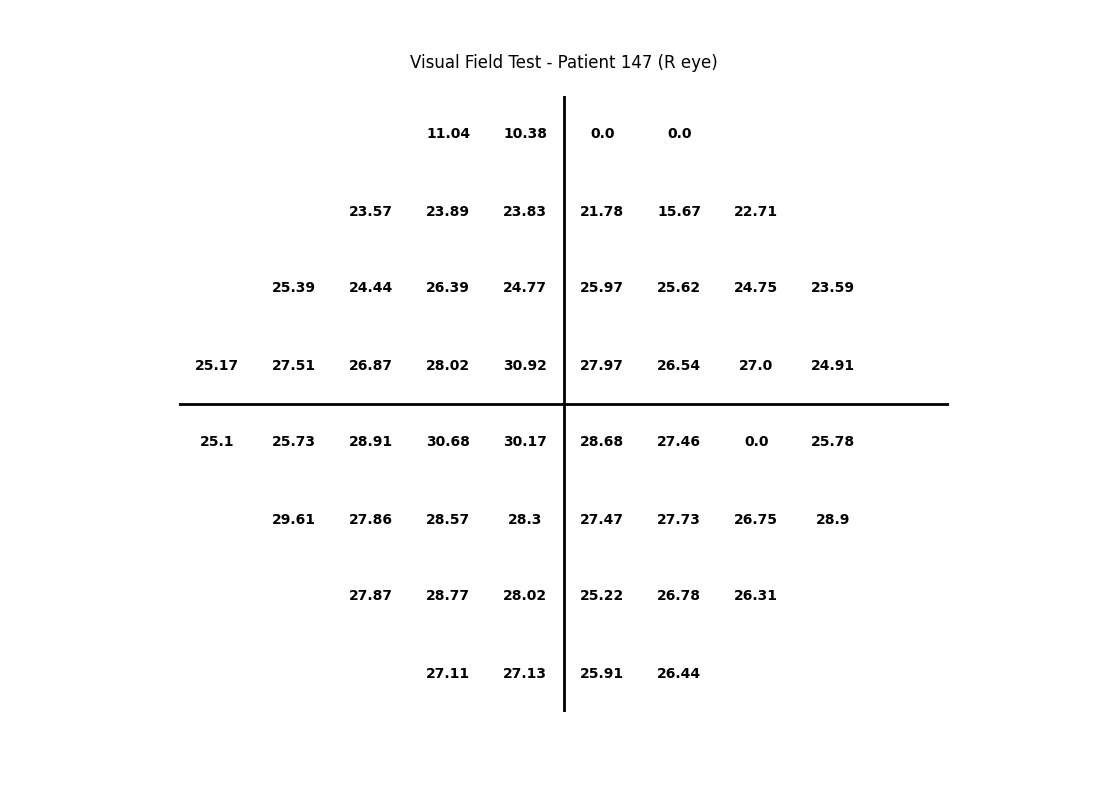 Visual Field Test - Patient 147 (R eye)
11.04 10.38 0.0 0.0
23.57 23.89 23.83 21.78 15.67 22.71
25.39 24.44 26.39 24.77 25.97 25.62 24.75 23.59
25.17 27.51 26.87 28.02 30.92 27.97 26.54 27.0 24.91
25.1 25.73 28.91 30.68 30.17 28.68 27.46 0.0 25.78
29.61 27.86 28.57 28.3 27.47 27.73 26.75 28.9
27.87 28.77 28.02 25.22 26.78 26.31
27.11 27.13 25.91 26.44